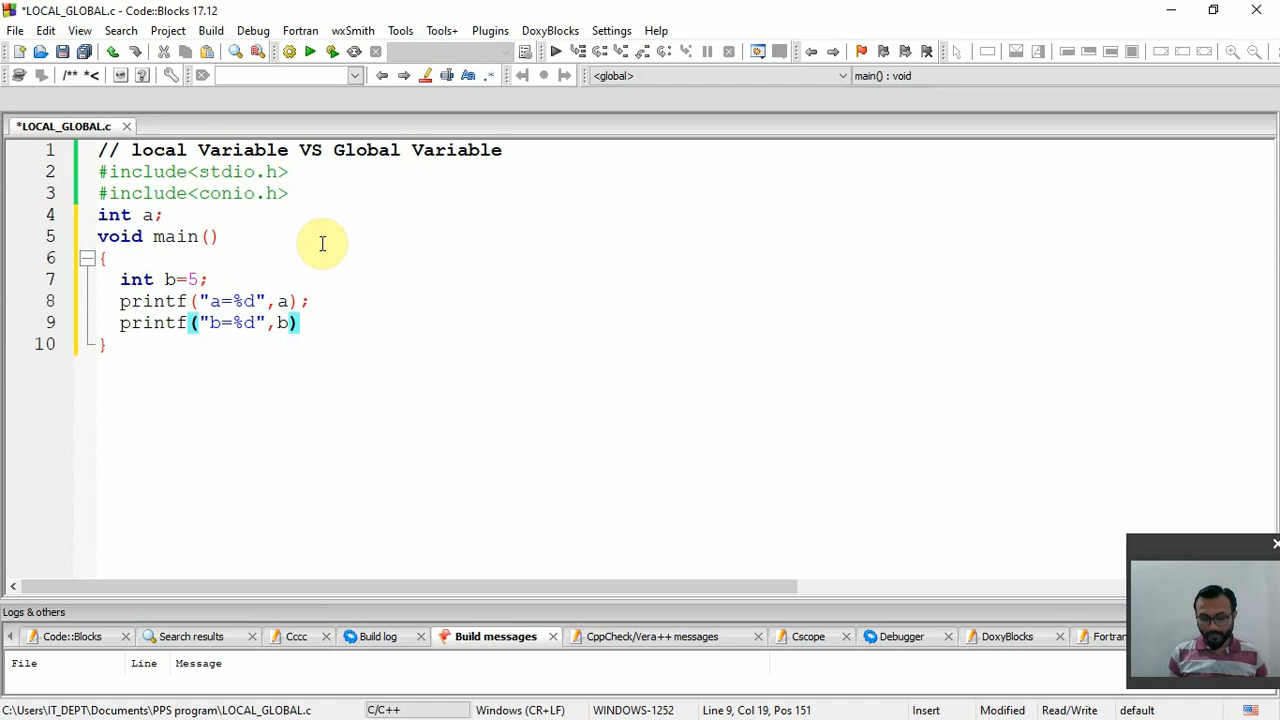 *LOCAL_GLOBAL.c - Code::Blocks 17.12
File Edit View Search Project Build Debug Fortran wxSmith Tools Tools+ Plugins DoxyBlocks Settings Help
/** *< Aa .* <global> main() : void
*LOCAL_GLOBAL.c
1 // local Variable VS Global Variable
2 #include<stdio.h>
3 #include<conio.h>
4 int a;
5 void main()
6 {
7 int b=5;
8 printf("a=%d",a);
9 printf("b=%d",b)
10 }
Logs & others
Code::Blocks Search results Cccc Build log Build messages CppCheck/Vera++ messages Cscope Debugger DoxyBlocks Fortran
File Line Message
C:\Users\IT_DEPT\Documents\PPS program\LOCAL_GLOBAL.c C/C++ Windows (CR+LF) WINDOWS-1252 Line 9, Col 19, Pos 151 Insert Modified Read/Write default